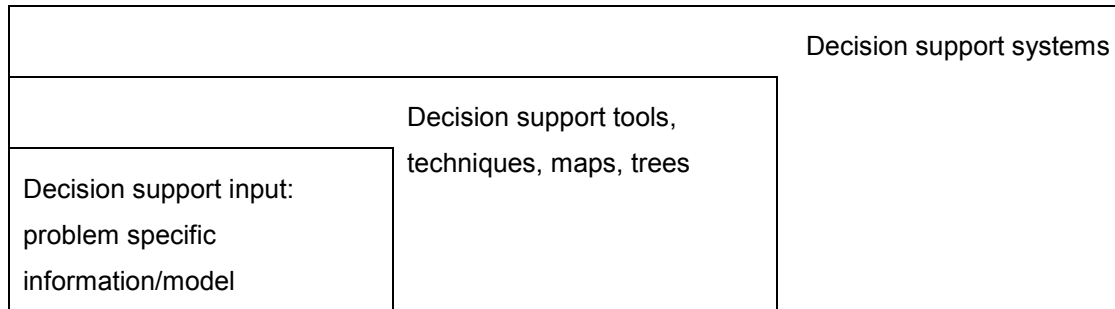 Decision support systems
Decision support tools,
techniques, maps, trees
Decision support input:
problem specific
information/model